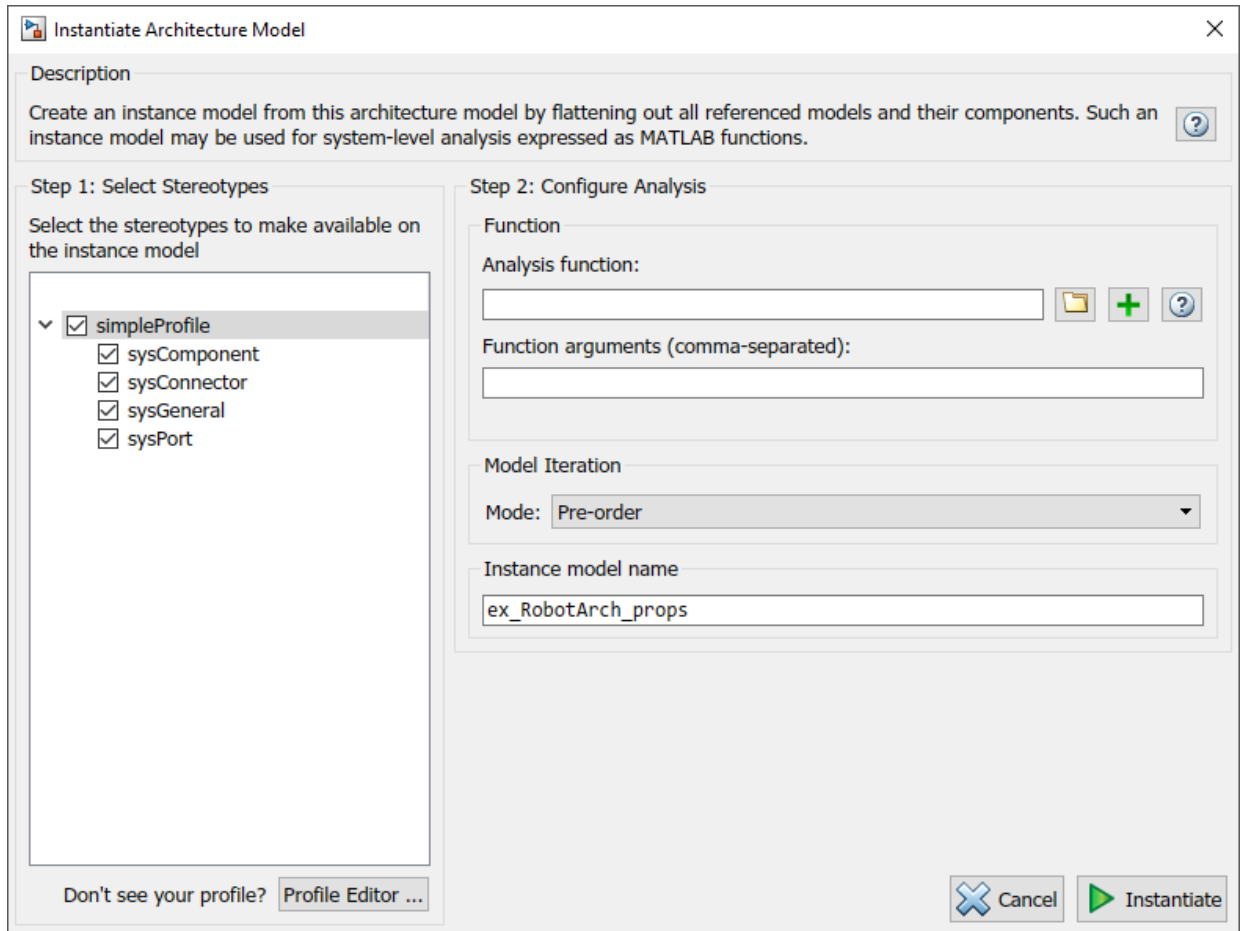 Instantiate Architecture Model
Description
Create an instance model from this architecture model by flattening out all referenced models and their components. Such an
instance model may be used for system-level analysis expressed as MATLAB functions.
Step 1: Select Stereotypes
Select the stereotypes to make available on
the instance model
simpleProfile
sysComponent
sysConnector
sysGeneral
sysPort
Don't see your profile?
Profile Editor ...
Step 2: Configure Analysis
Function
Analysis function:
Function arguments (comma-separated):
Model Iteration
Mode: Pre-order
Instance model name
ex_RobotArch_props
Cancel
Instantiate